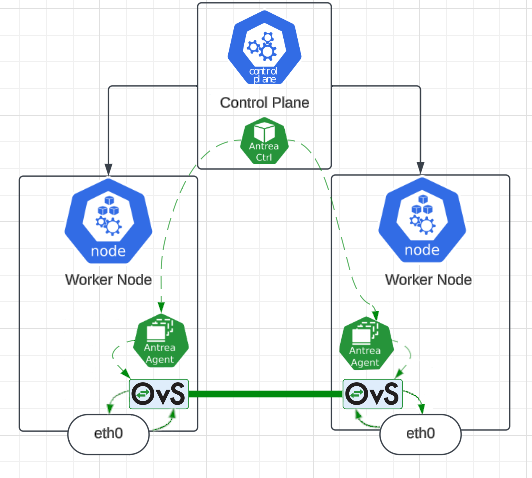 control
plane
Control Plane
Antrea
Ctrl
node
Worker Node
node
Worker Node
Antrea
Agent
Antrea
Agent
OvS
OvS
eth0
eth0